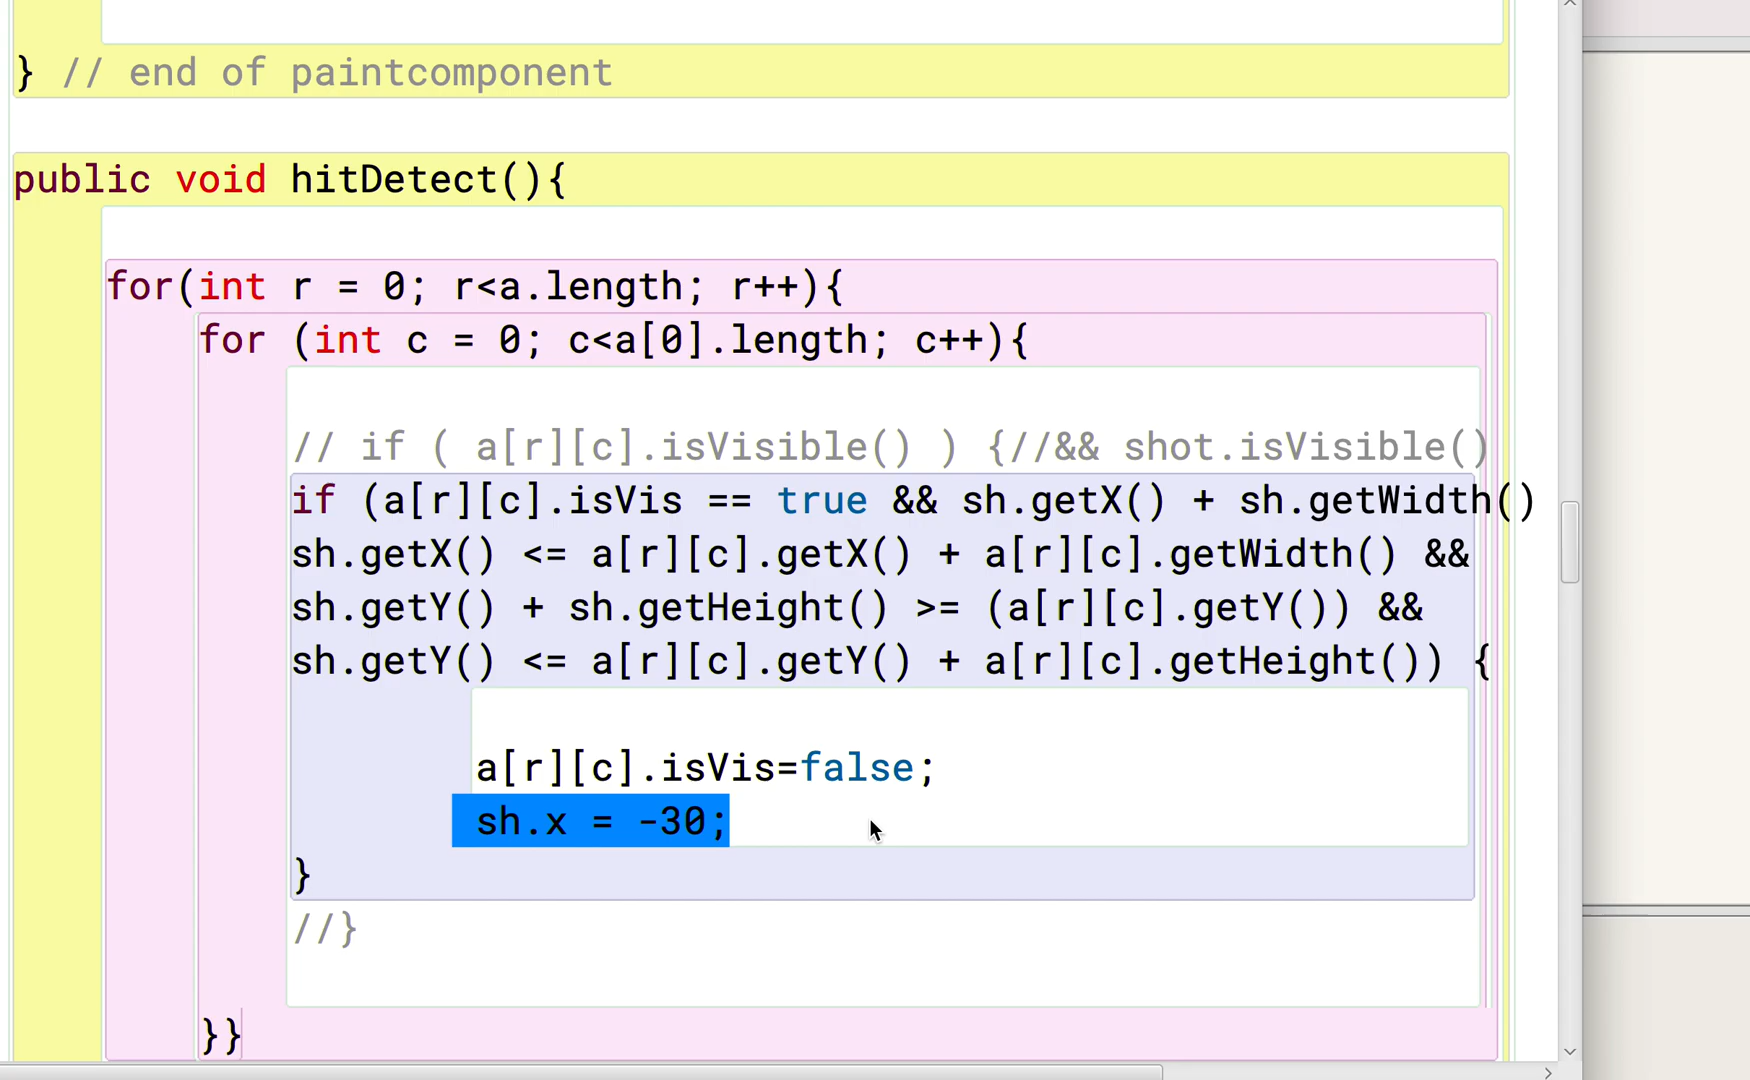 } // end of paintcomponent
public void hitDetect(){
for(int r = 0; r<a.length; r++){
for (int c = 0; c<a[0].length; c++){
// if ( a[r][c].isVisible() ) {//&& shot.isVisible()
if (a[r][c].isVis == true && sh.getX() + sh.getWidth()
sh.getX() <= a[r][c].getX() + a[r][c].getWidth() &&
sh.getY() + sh.getHeight() >= (a[r][c].getY()) &&
sh.getY() <= a[r][c].getY() + a[r][c].getHeight()) {
a[r][c].isVis=false;
sh.x = -30;
}
//}
}}